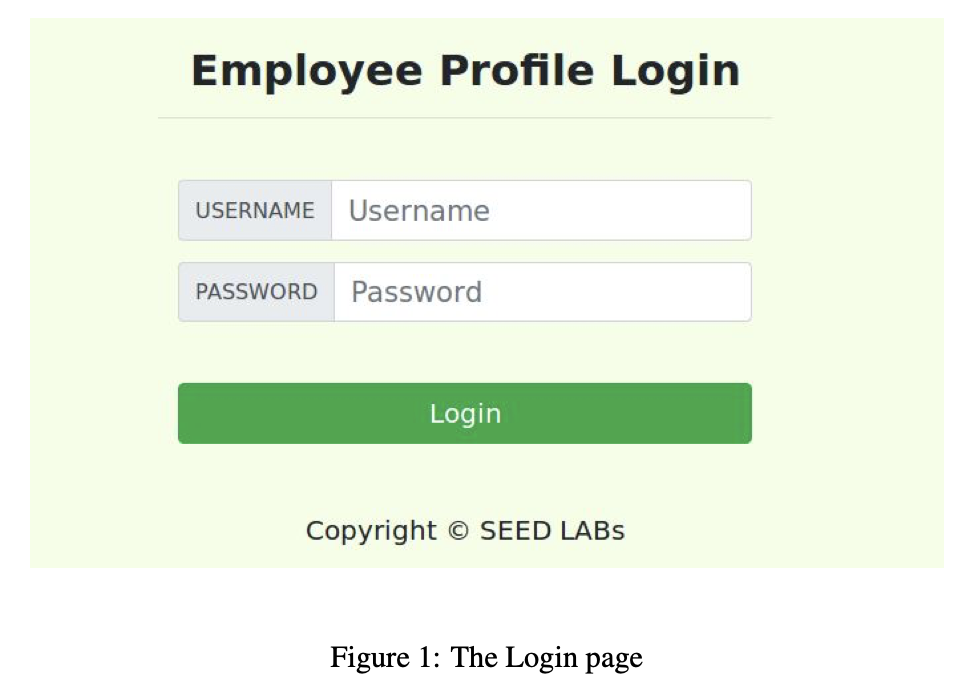 Employee Profile Login
USERNAME Username
PASSWORD Password
Login
Copyright © SEED LABs
Figure 1: The Login page